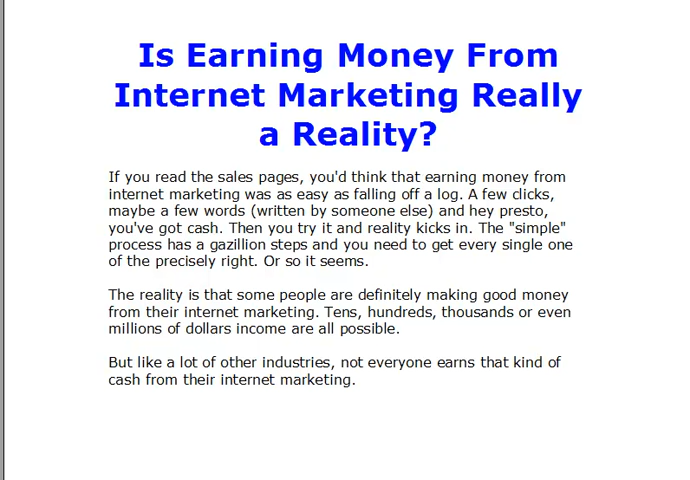 Is Earning Money From
Internet Marketing Really
a Reality?
If you read the sales pages, you'd think that earning money from
internet marketing was as easy as falling off a log. A few clicks,
maybe a few words (written by someone else) and hey presto,
you've got cash. Then you try it and reality kicks in. The "simple"
process has a gazillion steps and you need to get every single one
of the precisely right. Or so it seems.
The reality is that some people are definitely making good money
from their internet marketing. Tens, hundreds, thousands or even
millions of dollars income are all possible.
But like a lot of other industries, not everyone earns that kind of
cash from their internet marketing.